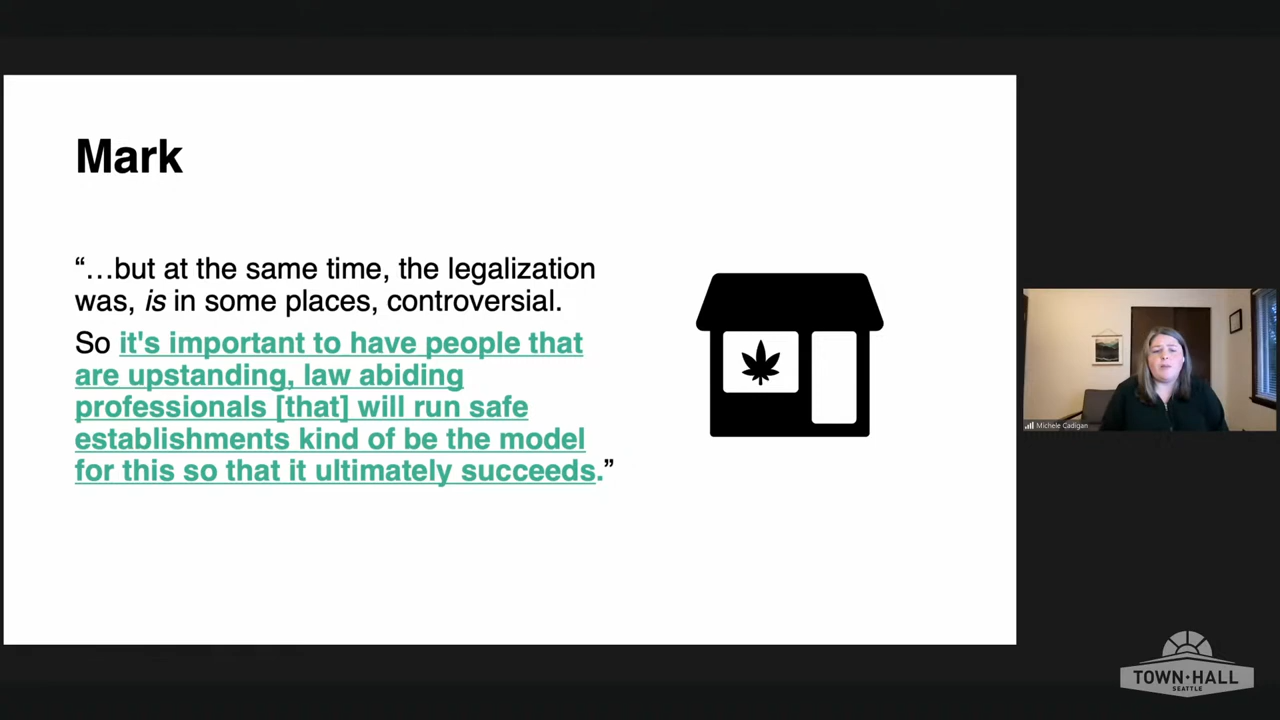 Mark
“…but at the same time, the legalization
was, is in some places, controversial.
So it's important to have people that
are upstanding, law abiding
professionals [that] will run safe
establishments kind of be the model
for this so that it ultimately succeeds.”
Michele Cadigan
TOWN·HALL
SEATTLE